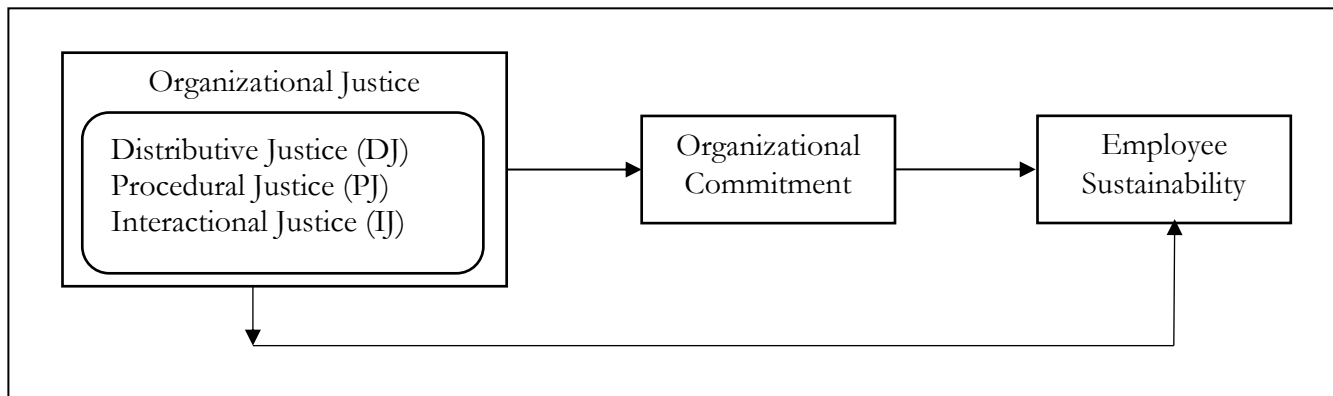 Organizational Justice
Distributive Justice (DJ)
Procedural Justice (PJ)
Interactional Justice (IJ)
Organizational
Commitment
Employee
Sustainability